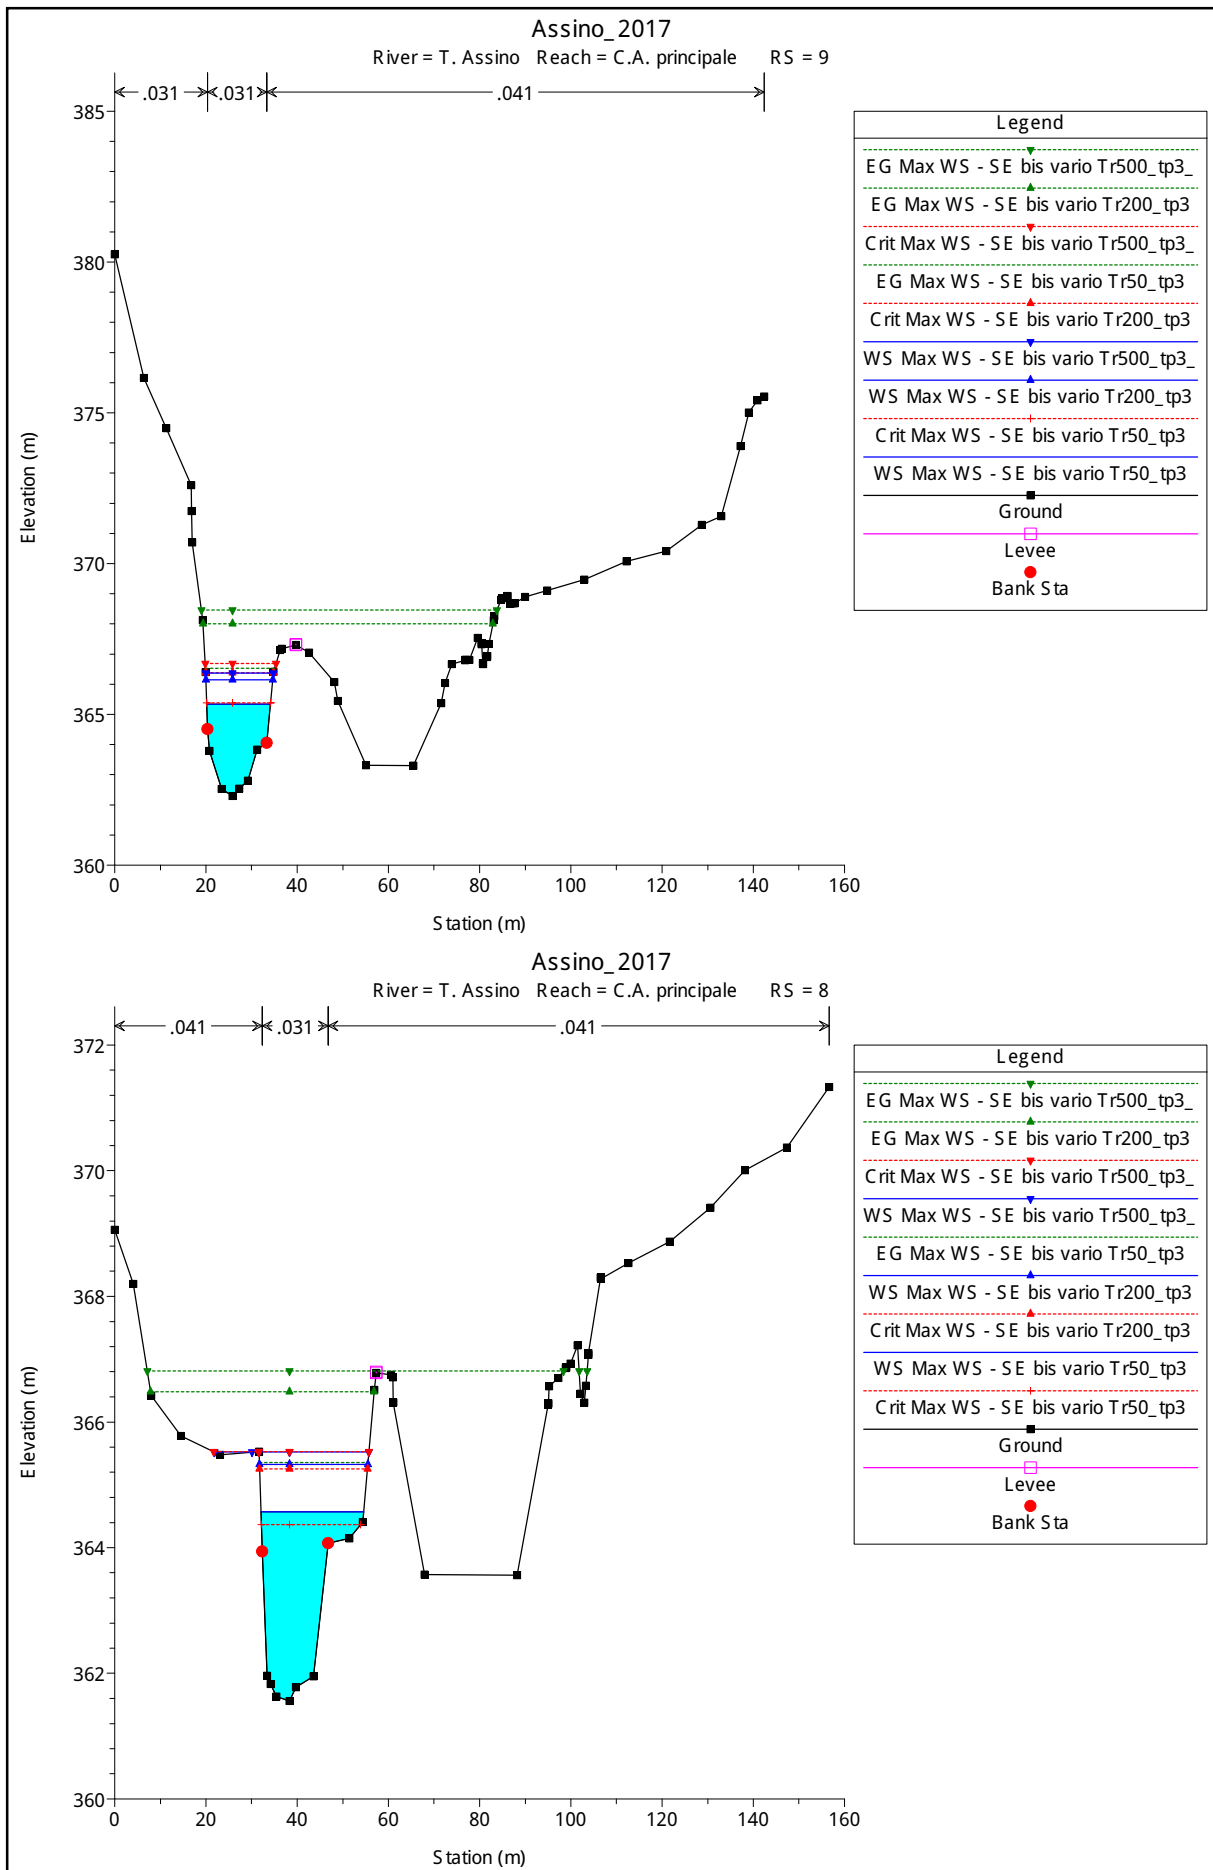 Assino_2017
River = T. Assino   Reach = C.A. principale      RS = 9
.031
.031
.041
385
380
375
370
365
360
Elevation (m)
0
20
40
60
80
100
120
140
160
Station (m)
Legend
EG Max WS - SE bis vario Tr500_tp3_
EG Max WS - SE bis vario Tr200_tp3
Crit Max WS - SE bis vario Tr500_tp3_
EG Max WS - SE bis vario Tr50_tp3
Crit Max WS - SE bis vario Tr200_tp3
WS Max WS - SE bis vario Tr500_tp3_
WS Max WS - SE bis vario Tr200_tp3
Crit Max WS - SE bis vario Tr50_tp3
WS Max WS - SE bis vario Tr50_tp3
Ground
Levee
Bank Sta
Assino_2017
River = T. Assino   Reach = C.A. principale      RS = 8
.041
.031
.041
372
370
368
366
364
362
360
Elevation (m)
0
20
40
60
80
100
120
140
160
Station (m)
Legend
EG Max WS - SE bis vario Tr500_tp3_
EG Max WS - SE bis vario Tr200_tp3
Crit Max WS - SE bis vario Tr500_tp3_
WS Max WS - SE bis vario Tr500_tp3_
EG Max WS - SE bis vario Tr50_tp3
WS Max WS - SE bis vario Tr200_tp3
Crit Max WS - SE bis vario Tr200_tp3
WS Max WS - SE bis vario Tr50_tp3
Crit Max WS - SE bis vario Tr50_tp3
Ground
Levee
Bank Sta